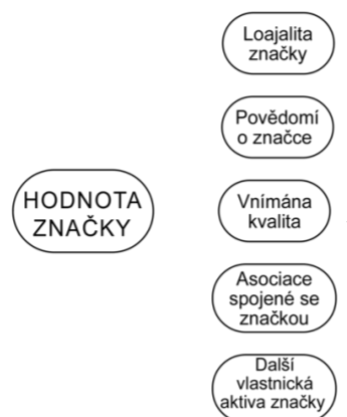 Loajalita
značky
Povědomí
o značce
HODNOTA
ZNAČKY
Vnímána
kvalita
Asociace
spojené se
značkou
Další
vlastnická
aktiva značky